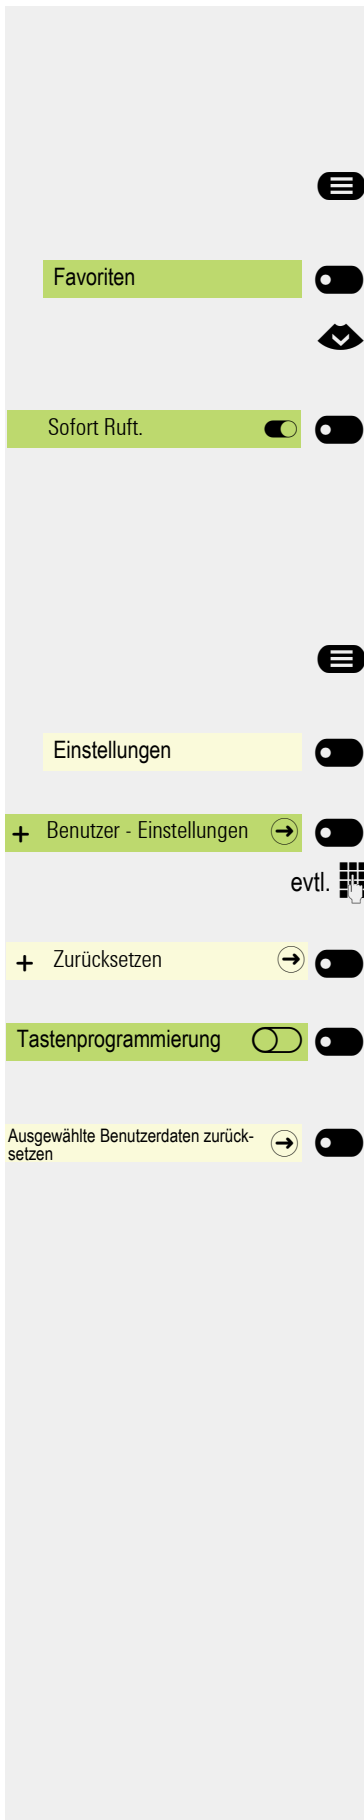 Favoriten
Sofort Ruft.
Einstellungen
+ Benutzer - Einstellungen
evtl.
+ Zurücksetzen
Tastenprogrammierung
Ausgewählte Benutzerdaten zurück-
setzen